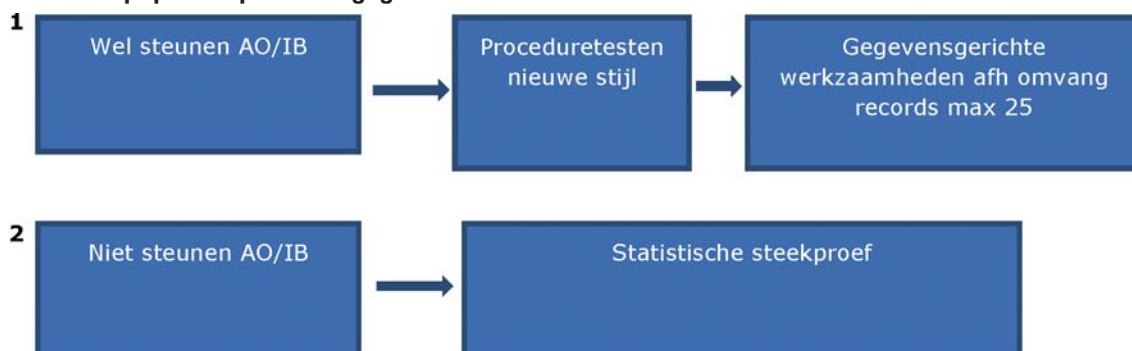 1
Wel steunen AO/IB
Proceduretesten
nieuwe stijl
Gegevensgerichte
werkzaamheden afh omvang
records max 25
2
Niet steunen AO/IB
Statistische steekproef